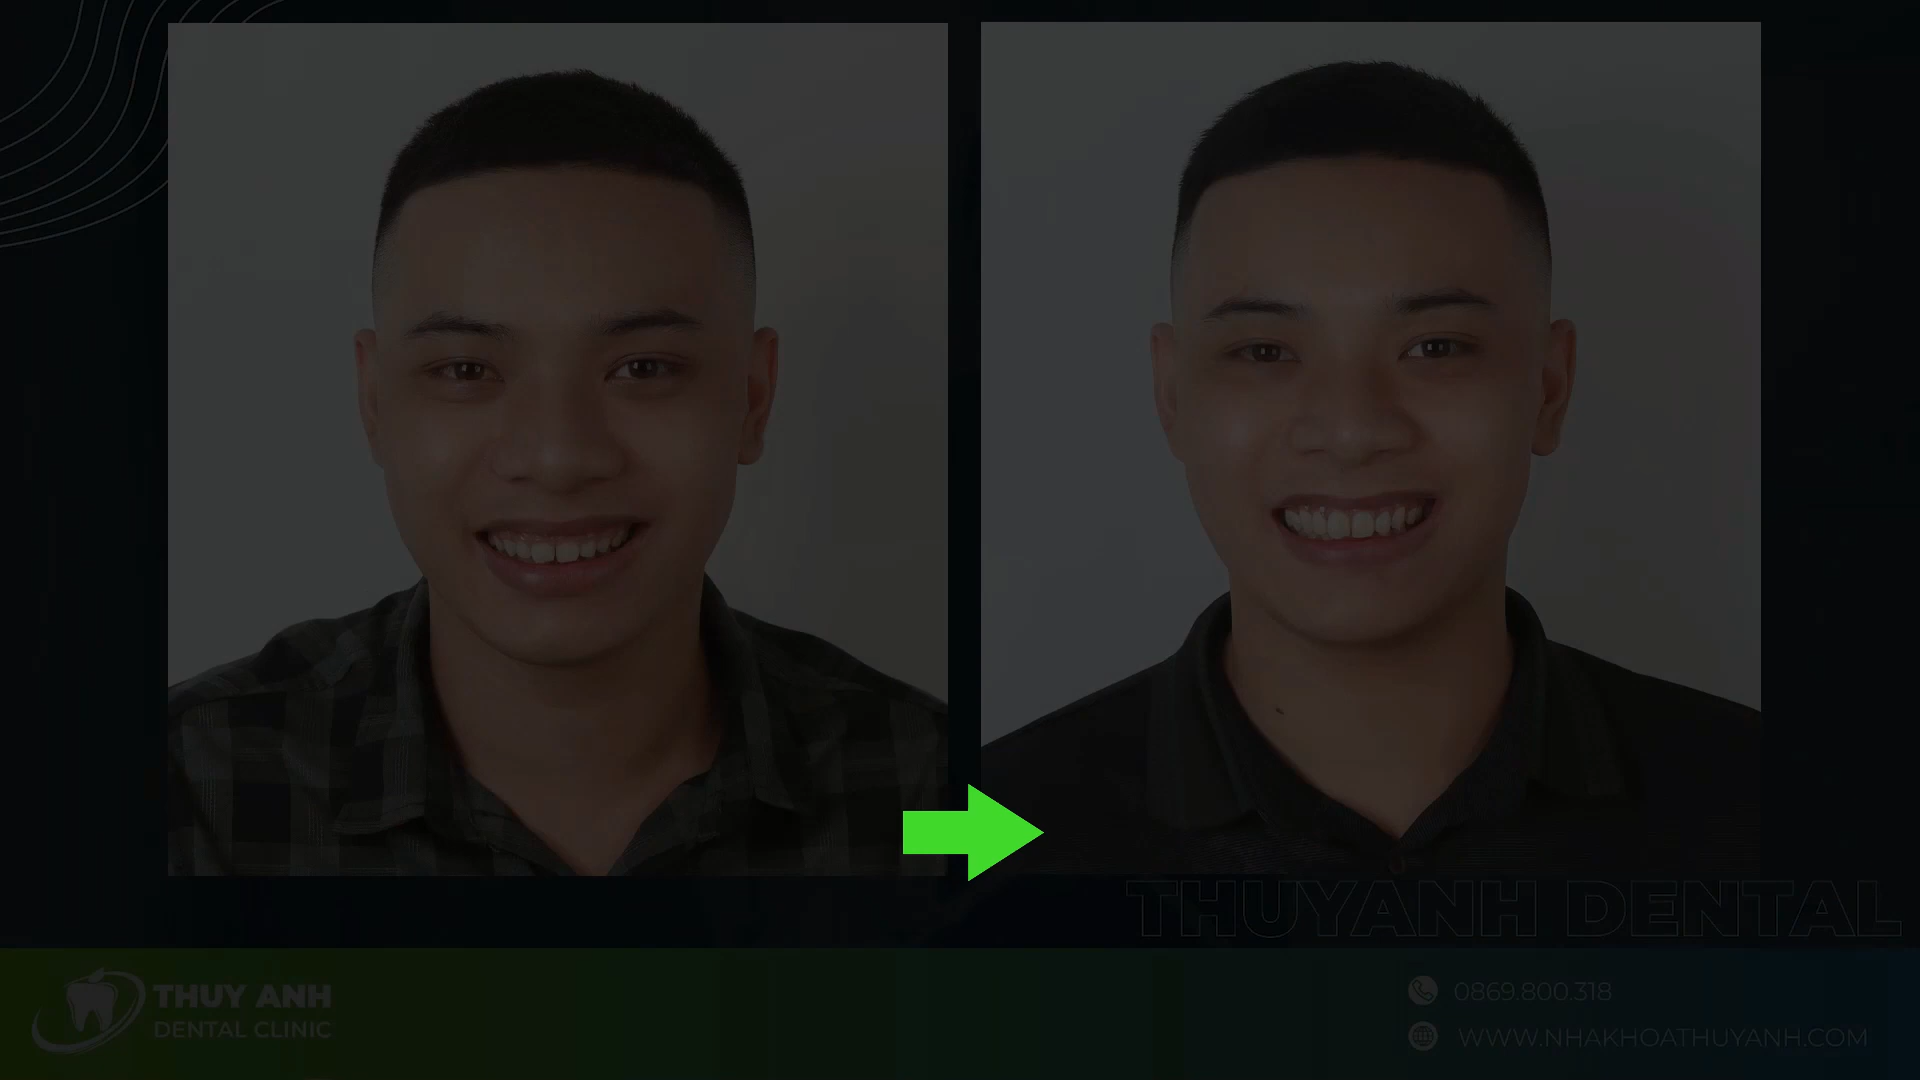 THUYANH DENTAL
THUY ANH
DENTAL CLINIC
0869.800.318
WWW.NHAKHOATHUYANH.COM